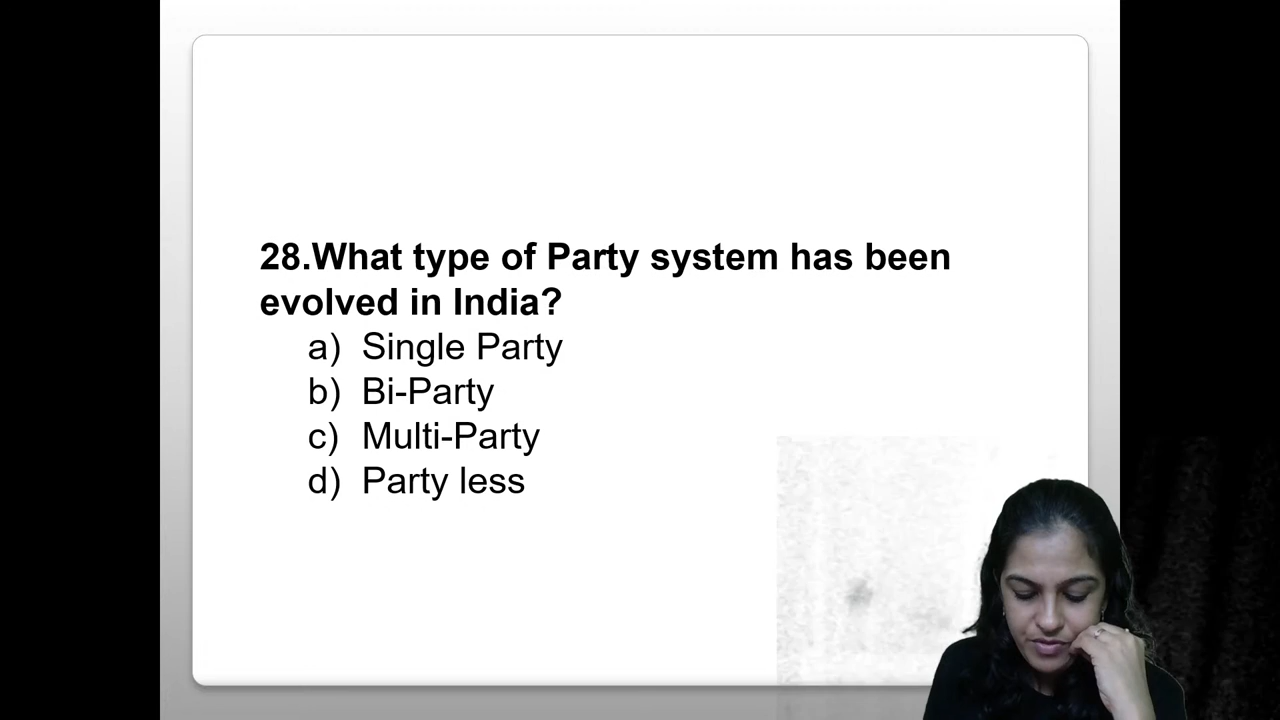 28.What type of Party system has been
evolved in India?
a) Single Party
b) Bi-Party
c) Multi-Party
d) Party less